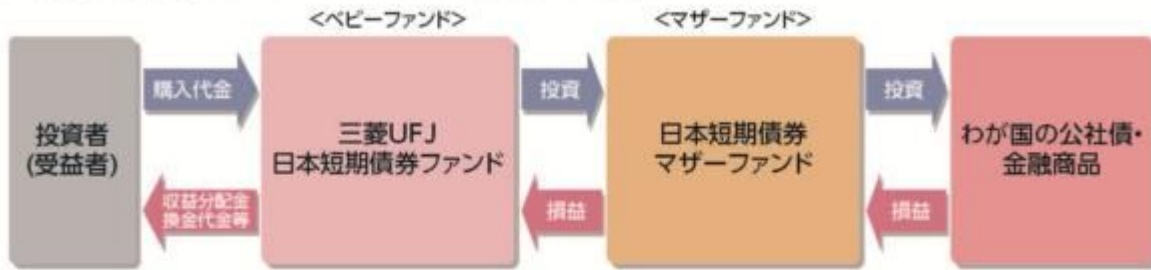 <ベビーファンド>
<マザーファンド>
投資者
(受益者)
購入代金
収益分配金
換金代金等
三菱UFJ
日本短期債券ファンド
投資
損益
日本短期債券
マザーファンド
投資
損益
わが国の公社債・
金融商品